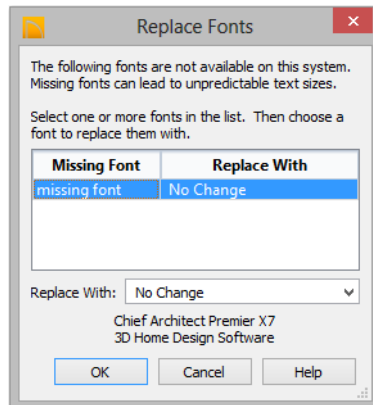 Replace Fonts
The following fonts are not available on this system.
Missing fonts can lead to unpredictable text sizes.
Select one or more fonts in the list. Then choose a
font to replace them with.
Missing Font Replace With
missing font No Change
Replace With: No Change
Chief Architect Premier X7
3D Home Design Software
OK Cancel Help